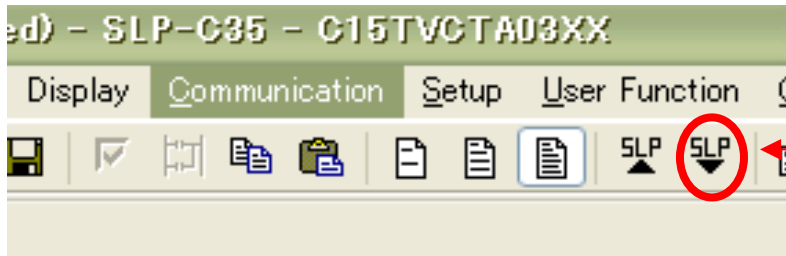 ed) - SLP-C35 - C15TVCTA03XX
Display Communication Setup User Function
SLP SLP